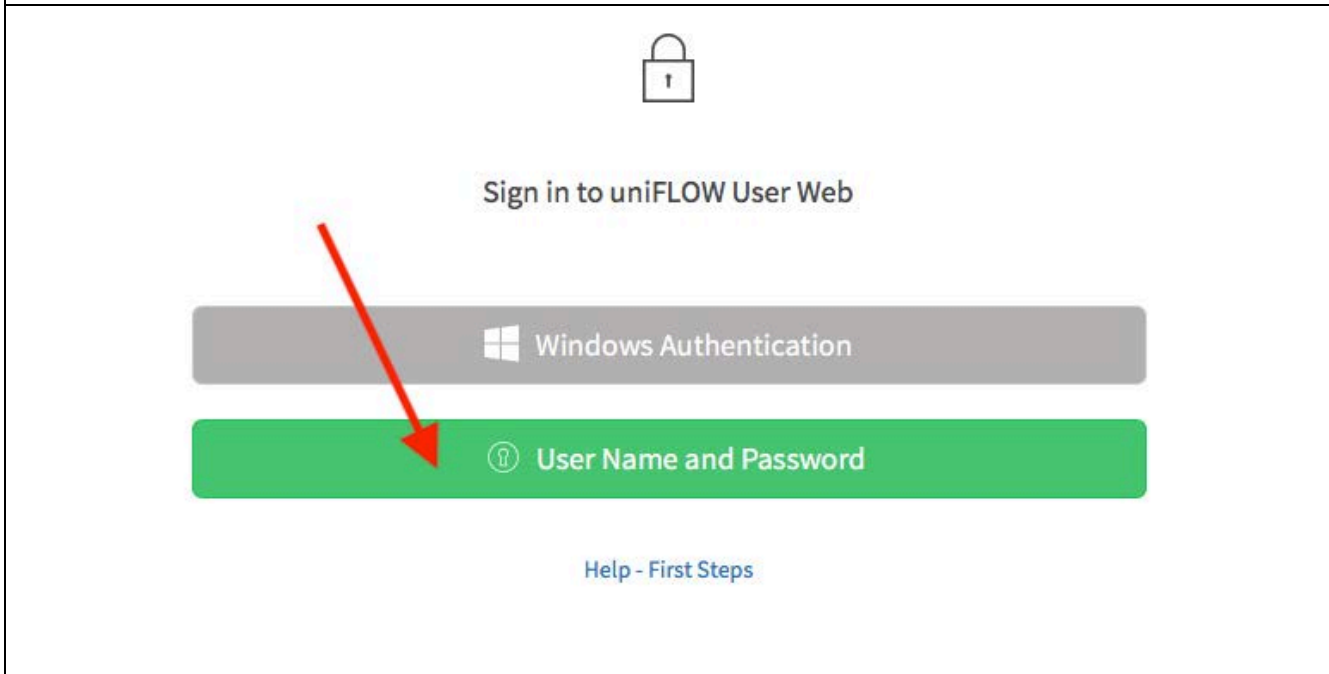 Sign in to uniFLOW User Web
Windows Authentication
User Name and Password
Help - First Steps